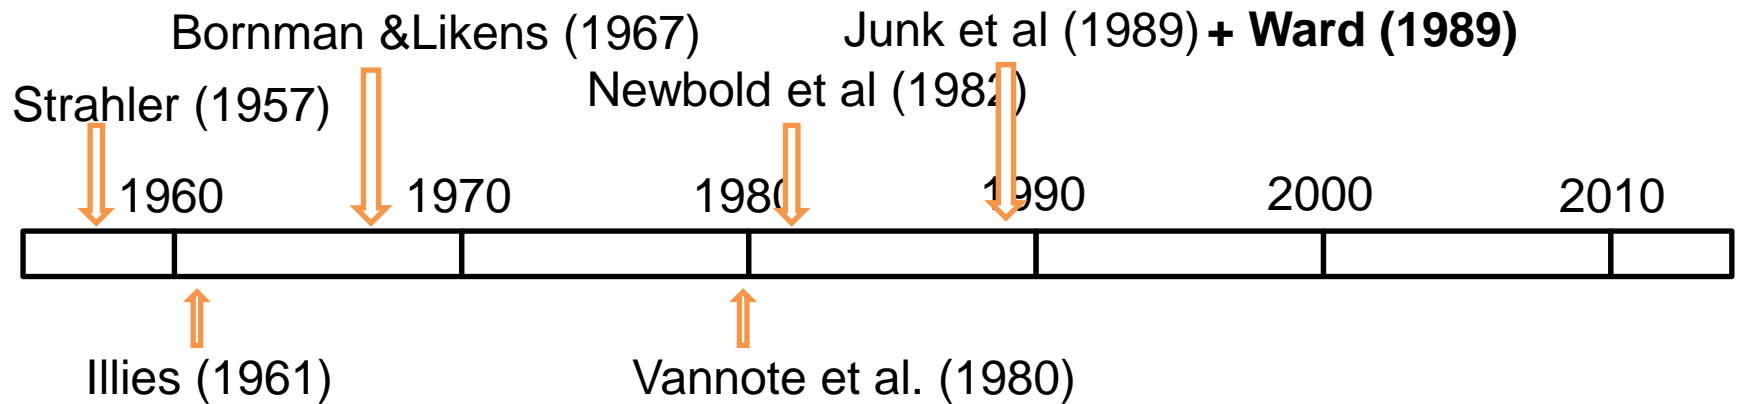 Bornman &Likens (1967)
Junk et al (1989) + Ward (1989)
Strahler (1957)
Newbold et al (1982)
1960 1970 1980 1990 2000 2010
Illies (1961)
Vannote et al. (1980)